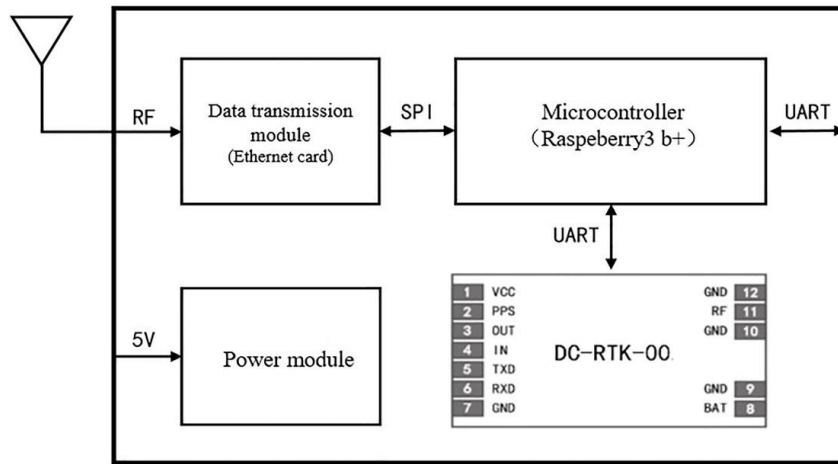 RF
Data transmission
module
(Ethernet card)
SPI
Microcontroller
（Raspeberry3 b+）
UART
UART
5V
Power module
1 VCC
2 PPS
3 OUT
4 IN
5 TXD
6 RXD
7 GND
DC-RTK-00
GND 12
RF 11
GND 10
GND 9
BAT 8